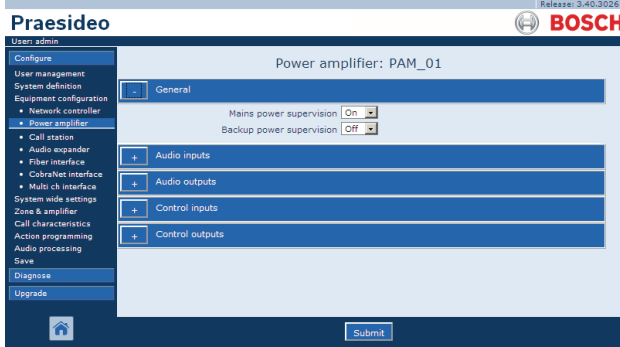 Release: 3.40.3026
Praesideo
BOSCH
User: admin
Configure
User management
System definition
Equipment configuration
• Network controller
• Power amplifier
• Call station
• Audio expander
• Fiber interface
• CobraNet interface
• Multi ch interface
System wide settings
Zone & amplifier
Call characteristics
Action programming
Audio processing
Save
Diagnose
Upgrade
Power amplifier: PAM_01
- General
Mains power supervision On
Backup power supervision Off
+ Audio inputs
+ Audio outputs
+ Control inputs
+ Control outputs
Submit